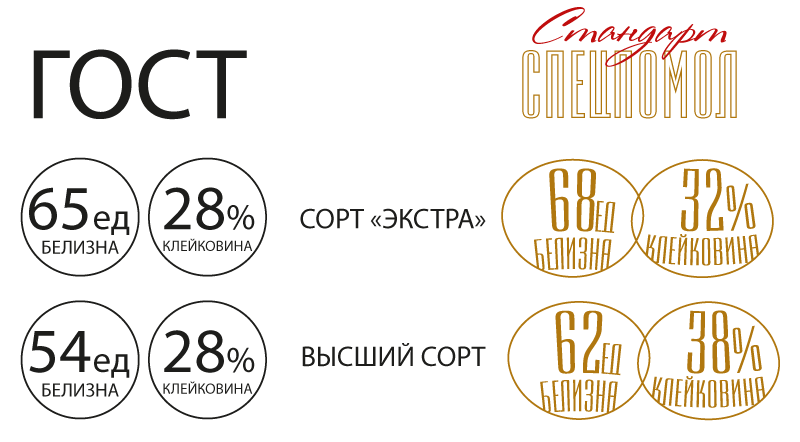 ГОСТ
Стандарт
СПЕЦПОМОЛ
65ед
БЕЛИЗНА
28%
КЛЕЙКОВИНА
СОРТ «ЭКСТРА»
68ЕД
БЕЛИЗНА
32%
КЛЕЙКОВИНА
54ед
БЕЛИЗНА
28%
КЛЕЙКОВИНА
ВЫСШИЙ СОРТ
62ЕД
БЕЛИЗНА
38%
КЛЕЙКОВИНА